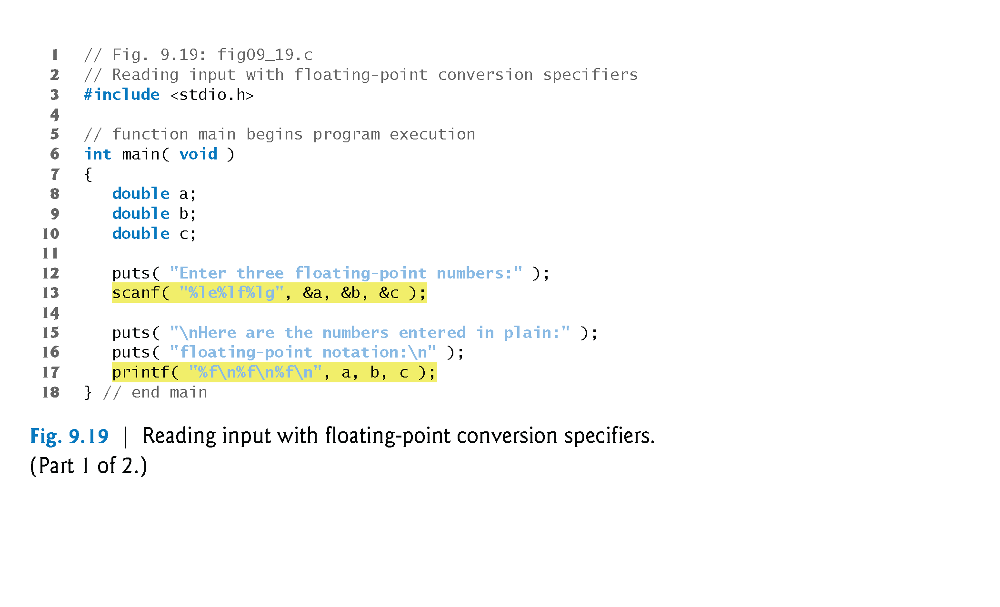 1 // Fig. 9.19: fig09_19.c
2 // Reading input with floating-point conversion specifiers
3 #include <stdio.h>
4
5 // function main begins program execution
6 int main( void )
7 {
8    double a;
9    double b;
10    double c;
11
12    puts( "Enter three floating-point numbers:" );
13    scanf( "%le%lf%lg", &a, &b, &c );
14
15    puts( "\nHere are the numbers entered in plain:" );
16    puts( "floating-point notation:\n" );
17    printf( "%f\n%f\n%f\n", a, b, c );
18 } // end main
Fig. 9.19 | Reading input with floating-point conversion specifiers.
(Part 1 of 2.)